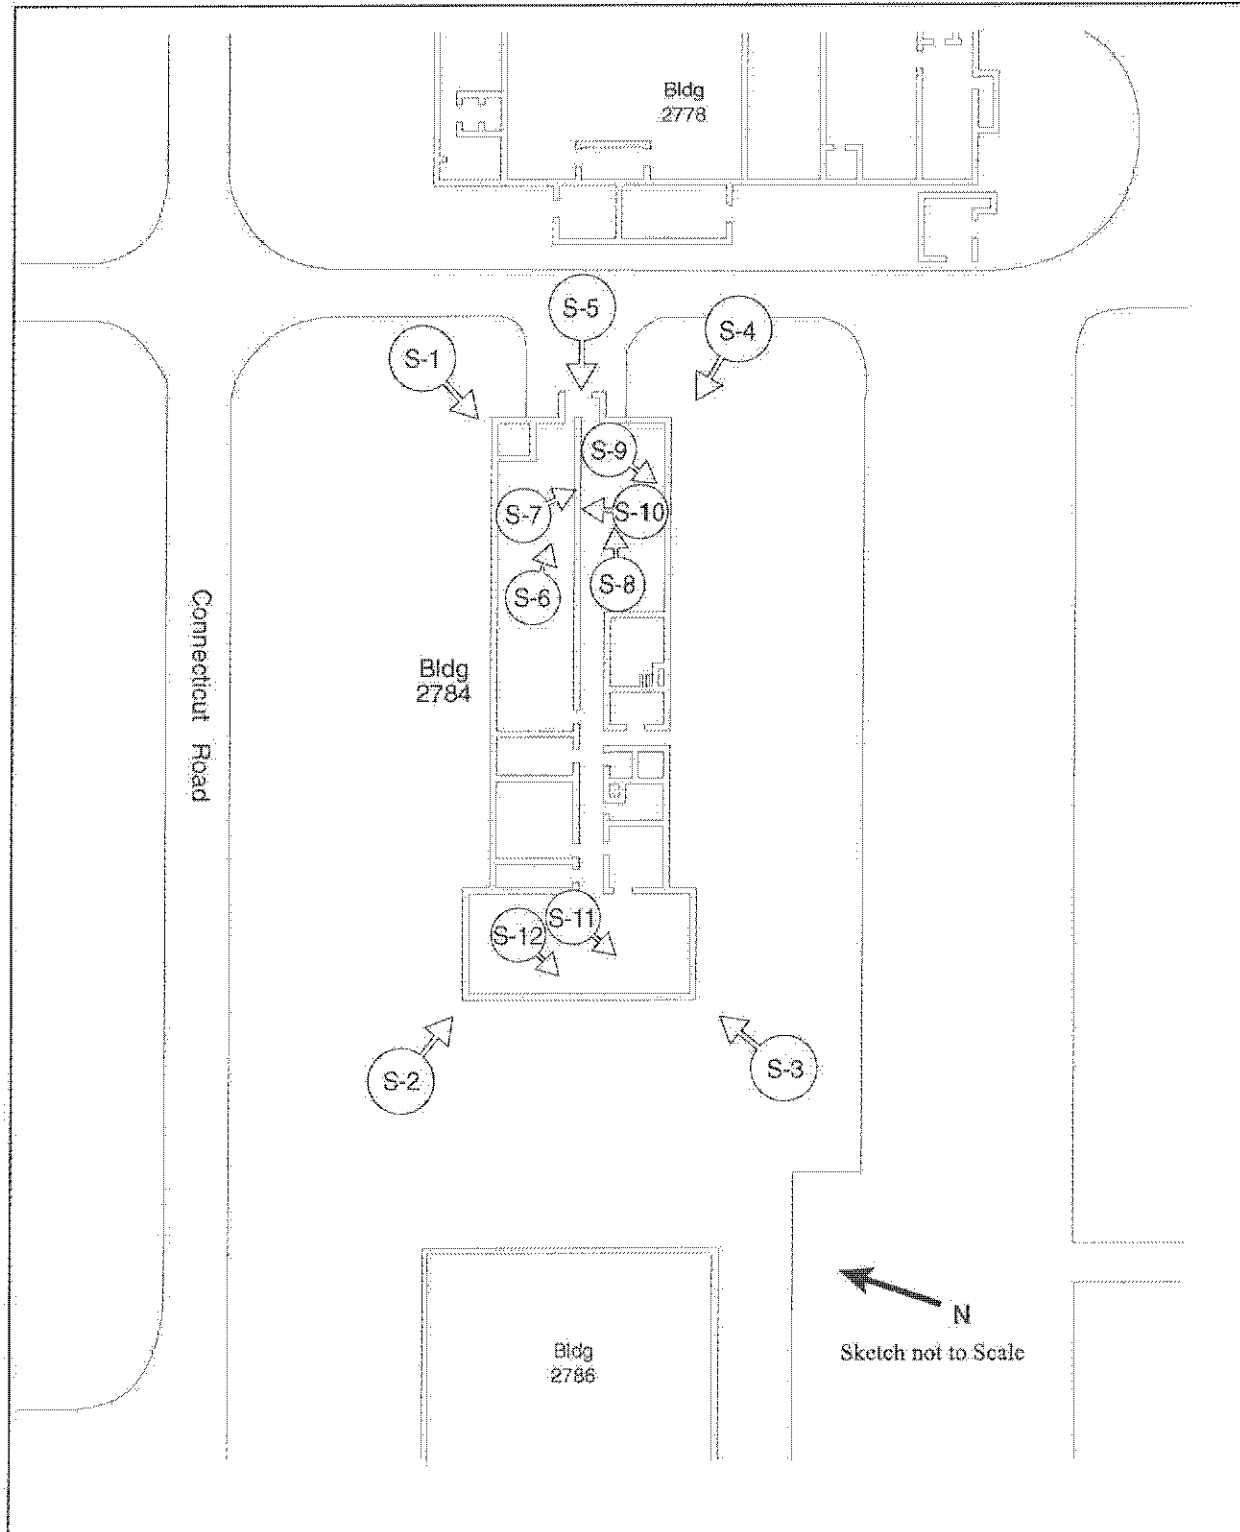 Bldg
2778
S-5
S-4
S-1
S-9
S-7
S-10
S-6
S-8
Connecticut Road
Bldg
2784
S-11
S-12
S-2
S-3
N
Sketch not to Scale
Bldg
2786